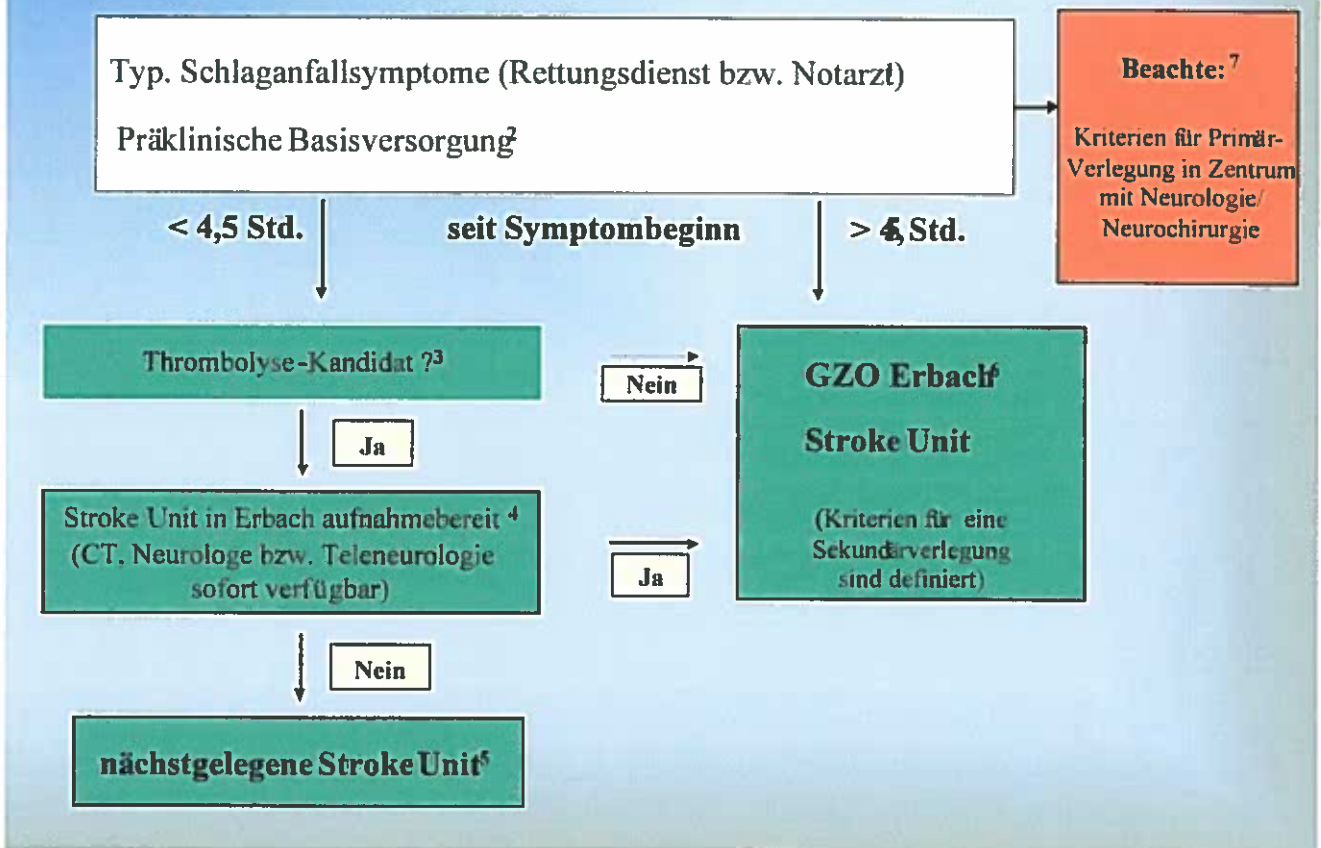 Typ. Schlaganfallsymptome (Rettungsdienst bzw. Notarzt)
Präklinische Basisversorgung²
Beachte: ⁷
Kriterien für Primär-
Verlegung in Zentrum
mit Neurologie/
Neurochirurgie
< 4,5 Std.
seit Symptombeginn
> Std.
Thrombolyse-Kandidat ?³
Nein
GZO Erbach⁶
Stroke Unit
(Kriterien für eine
Sekundärverlegung
sind definiert)
Ja
Stroke Unit in Erbach aufnahmebereit ⁴
(CT, Neurologe bzw. Teleneurologie
sofort verfügbar)
Ja
Nein
nächstgelegene Stroke Unit⁵